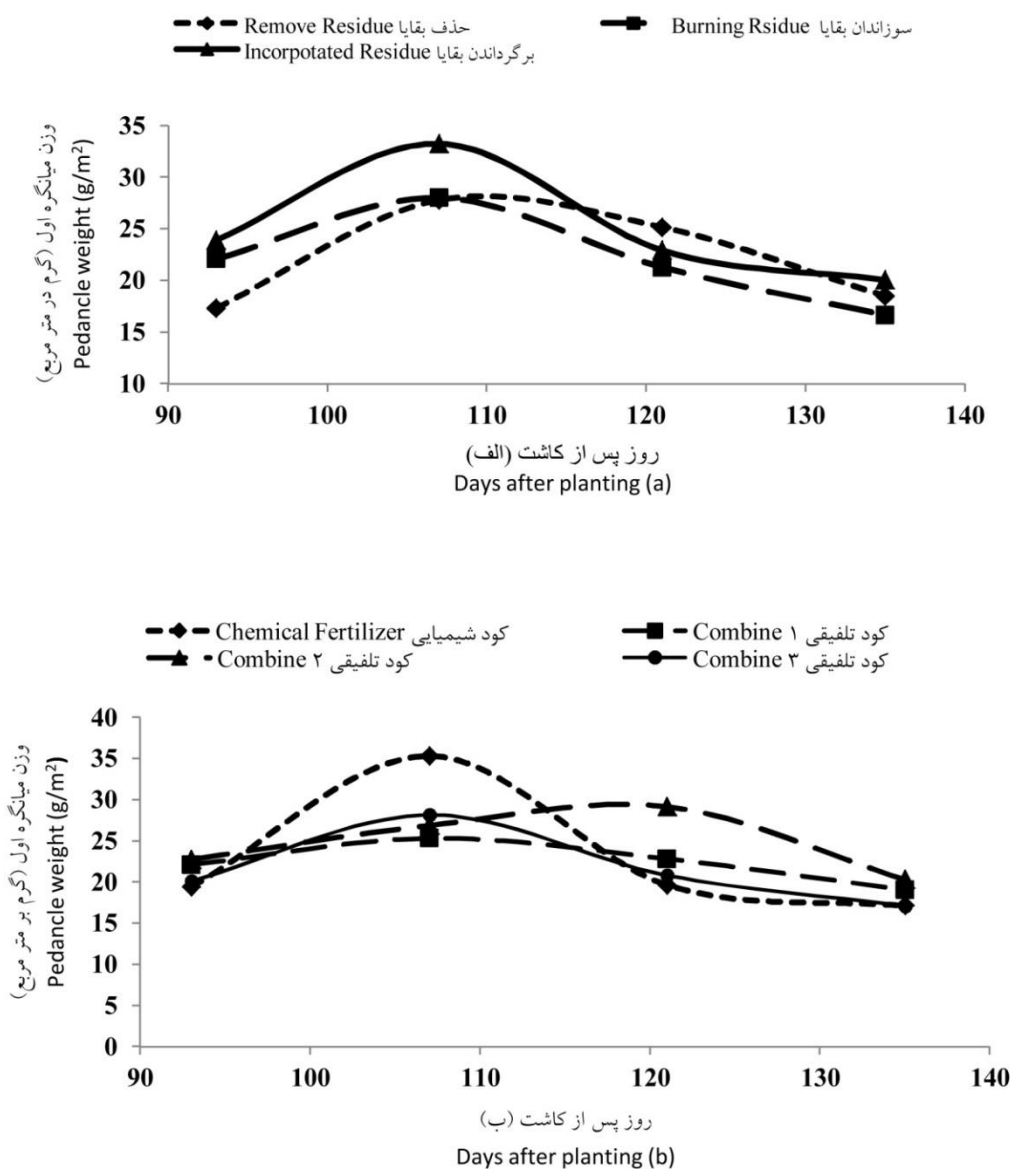 Remove Residue حذف بقایا
Burning Rsidue سوزاندان بقایا
Incorpotated Residue برگرداندن بقایا
وزن میانگره اول (گرم در متر مربع)
Pedancle weight (g/m²)
35
30
25
20
15
10
90 100 110 120 130 140
روز پس از کاشت (الف)
Days after planting (a)
Chemical Fertilizer کود شیمیایی
Combine ۱ کود تلفیقی
Combine ۲ کود تلفیقی
Combine ۳ کود تلفیقی
وزن میانگره اول (گرم بر متر مربع)
Pedancle weight (g/m²)
40
35
30
25
20
15
10
5
0
90 100 110 120 130 140
روز پس از کاشت (ب)
Days after planting (b)